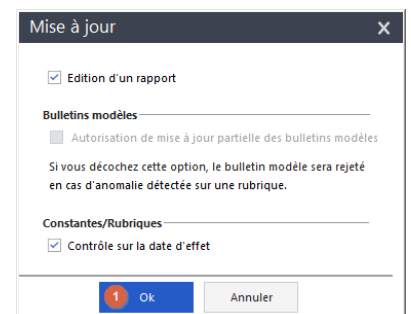 Mise à jour
Edition d'un rapport
Bulletins modèles
Autorisation de mise à jour partielle des bulletins modèles
Si vous décochez cette option, le bulletin modèle sera rejeté
en cas d'anomalie détectée sur une rubrique.
Constantes/Rubriques
Contrôle sur la date d'effet
1 Ok Annuler